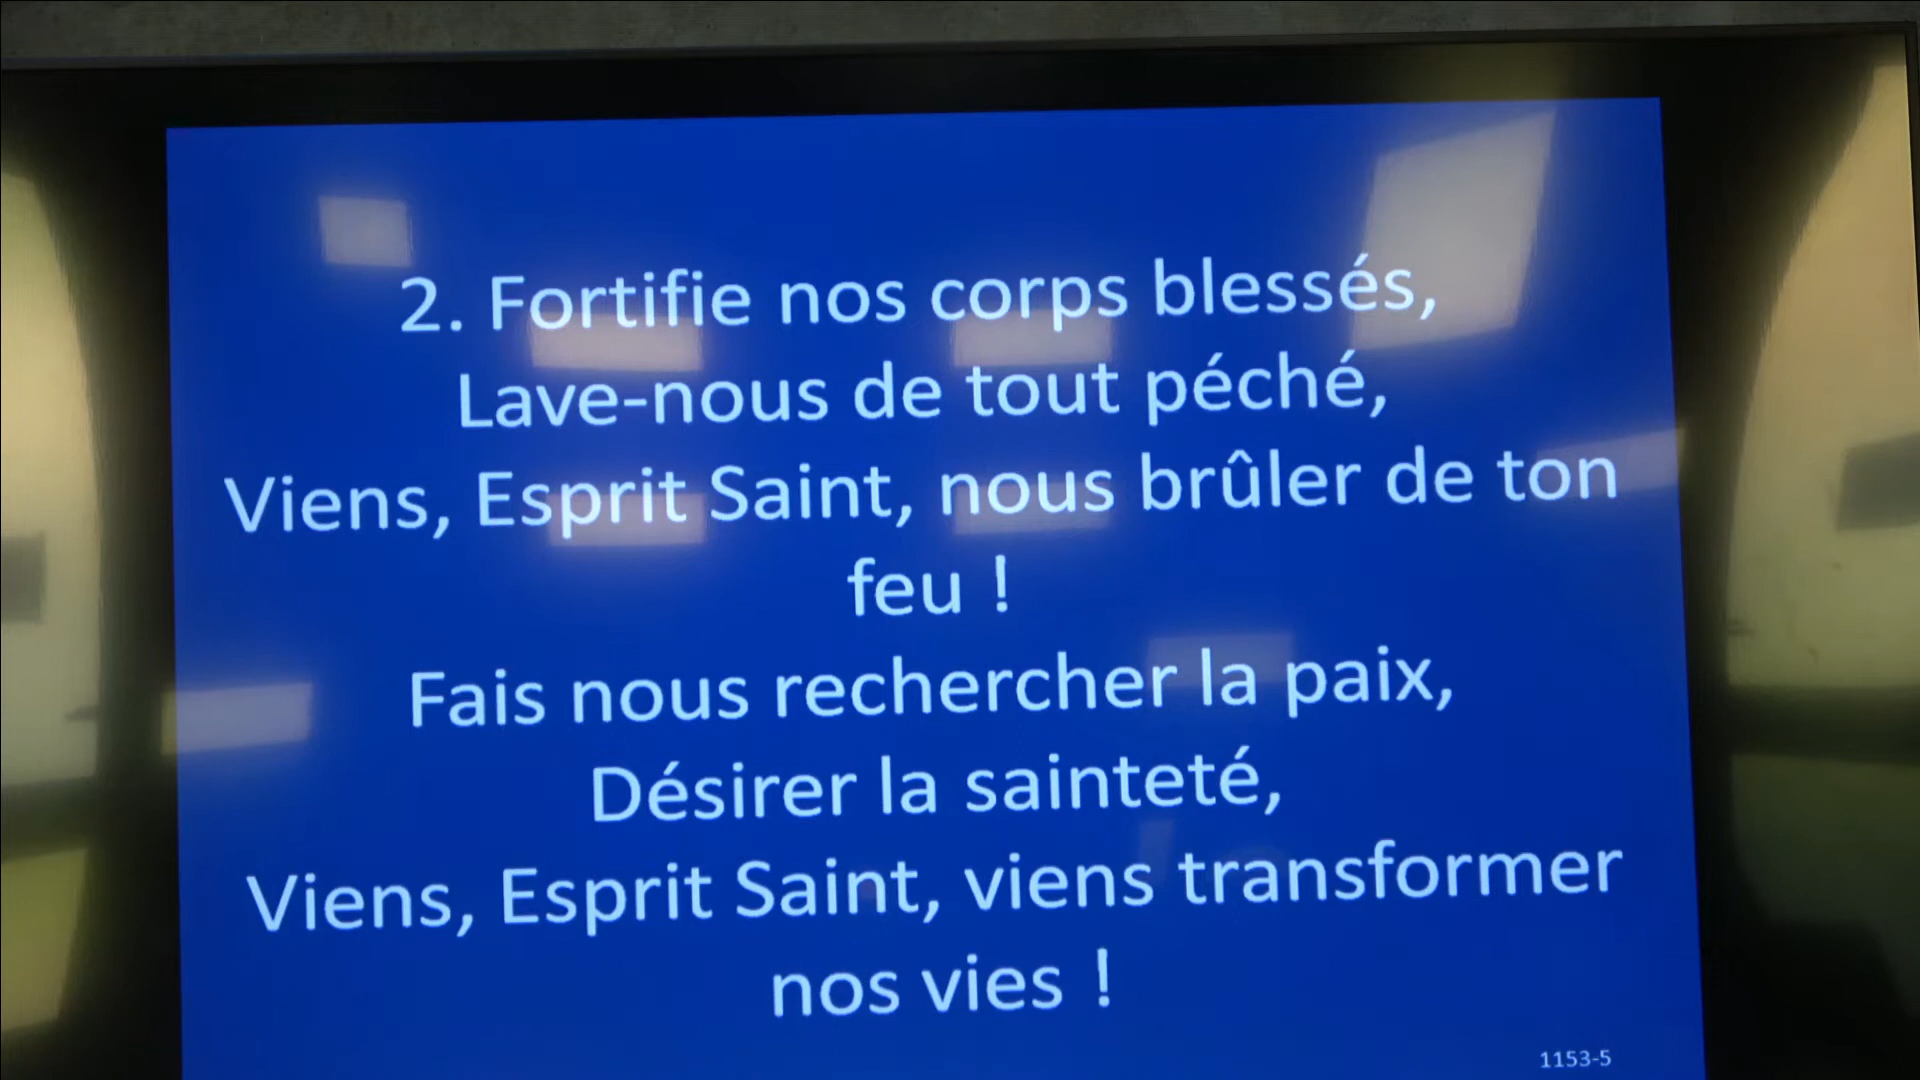 2. Fortifie nos corps blessés,
Lave-nous de tout péché,
Viens, Esprit Saint, nous brûler de ton
feu !
Fais nous rechercher la paix,
Désirer la sainteté,
Viens, Esprit Saint, viens transformer
nos vies !
1153-5